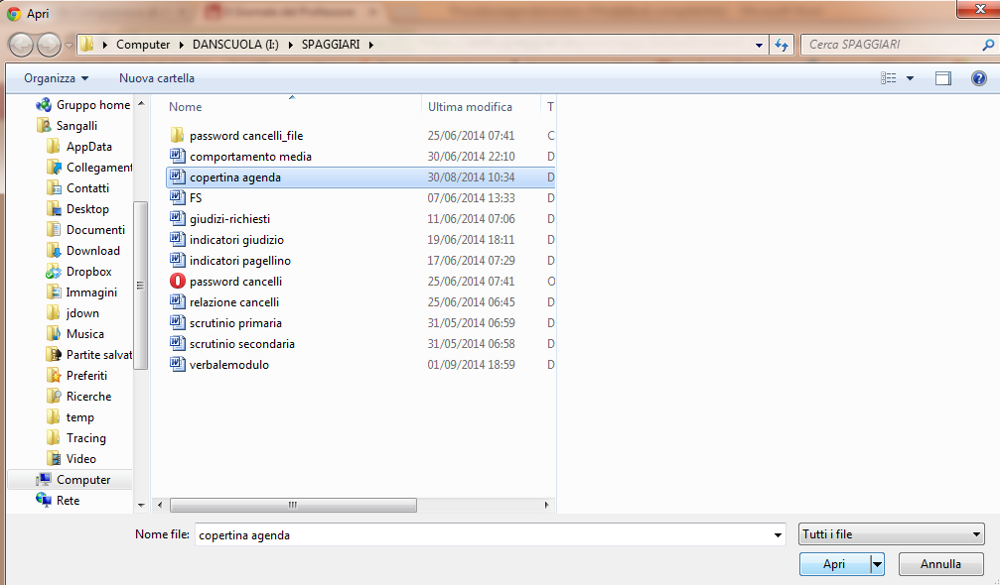 Apri
Computer DANSCUOLA (I:) SPAGGIARI
Cerca SPAGGIARI
Organizza Nuova cartella
Gruppo home
Sangalli
AppData
Collegament
Contatti
Desktop
Documenti
Download
Dropbox
Immagini
jdown
Musica
Partite salvat
Preferiti
Ricerche
temp
Tracing
Video
Computer
Rete
Nome Ultima modifica T
password cancelli_file 25/06/2014 07:41 C
comportamento media 30/06/2014 22:10 D
copertina agenda 30/08/2014 10:34 D
FS 07/06/2014 13:33 D
giudizi-richiesti 11/06/2014 07:06 D
indicatori giudizio 19/06/2014 18:11 D
indicatori pagellino 17/06/2014 07:29 D
password cancelli 25/06/2014 07:41 O
relazione cancelli 25/06/2014 06:45 D
scrutinio primaria 31/05/2014 06:59 D
scrutinio secondaria 31/05/2014 06:58 D
verbalemodulo 01/09/2014 18:59 D
Nome file: copertina agenda
Tutti i file
Apri Annulla